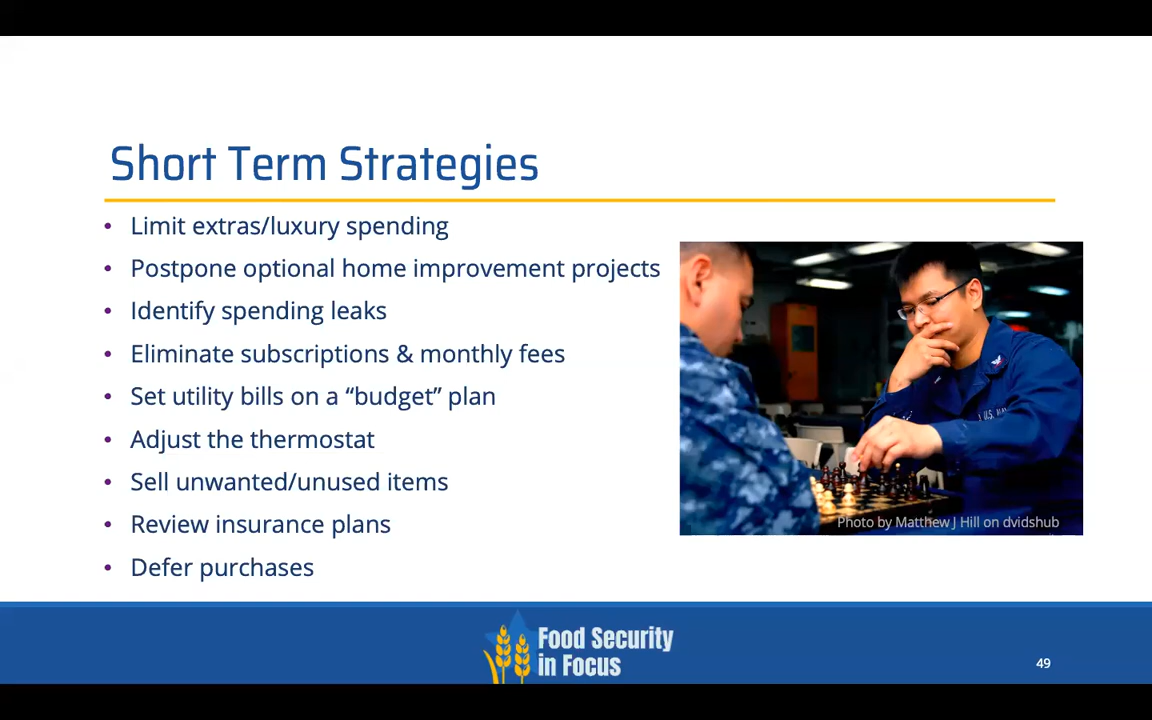 Short Term Strategies
• Limit extras/luxury spending
• Postpone optional home improvement projects
• Identify spending leaks
• Eliminate subscriptions & monthly fees
• Set utility bills on a “budget” plan
• Adjust the thermostat
• Sell unwanted/unused items
• Review insurance plans
• Defer purchases
U.S. NAV
Photo by Matthew J Hill on dvidshub
Food Security
in Focus
49